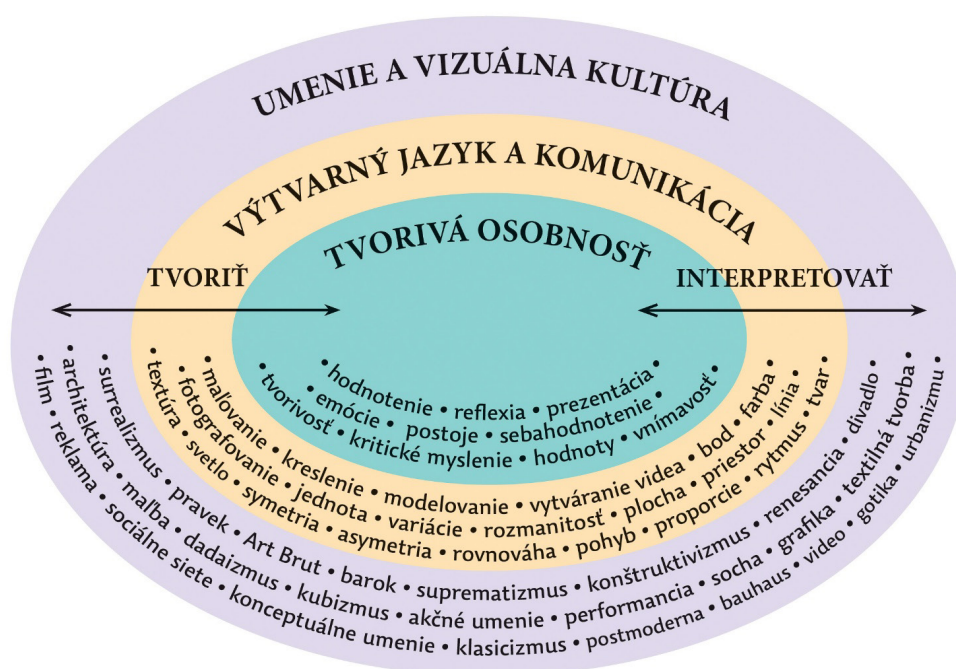 UMENIE A VIZUÁLNA KULTÚRA
VÝTVARNÝ JAZYK A KOMUNIKÁCIA
TVORIVÁ OSOBNOSŤ
TVORIŤ
INTERPRETOVAŤ
• hodnotenie • reflexia • prezentácia •
• emócie • postoje • sebahodnotenie •
• tvorivosť • kritické myslenie • hodnoty • vnímavosť •
• maľovanie • kreslenie • modelovanie • vytváranie videa • bod • farba •
• fotografovanie • jednota • variácie • rozmanitosť • plocha • priestor • línia •
• textúra • svetlo • symetria • asymetria • rovnováha • pohyb • proporcie • rytmus • tvar •
• surrealizmus • pravek • Art Brut • barok • suprematizmus • konštruktivizmus • renesancia • divadlo •
• architektúra • maľba • dadaizmus • kubizmus • akčné umenie • performancia • socha • grafika • textilná tvorba •
• film • reklama • sociálne siete • konceptuálne umenie • klasicizmus • postmoderna • bauhaus • video • gotika • urbanizmu •